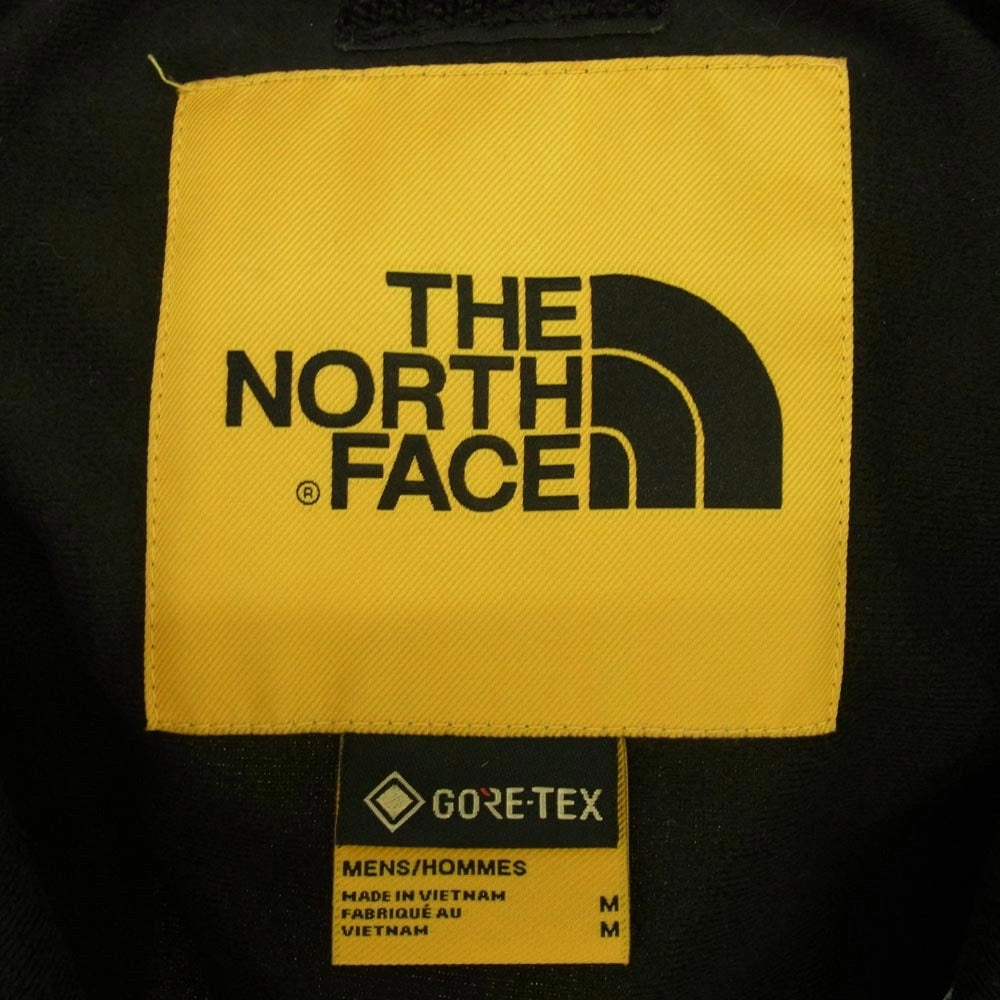 THE
NORTH
® FACE
GORE-TEX
MENS/HOMMES
MADE IN VIETNAM M
FABRIQUÉ AU
VIETNAM M